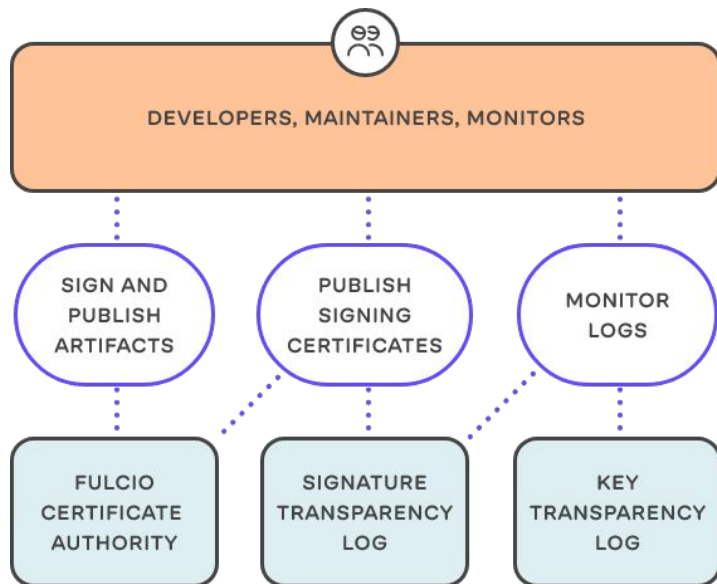 DEVELOPERS, MAINTAINERS, MONITORS
SIGN AND
PUBLISH
ARTIFACTS
PUBLISH
SIGNING
CERTIFICATES
MONITOR
LOGS
FULCIO
CERTIFICATE
AUTHORITY
SIGNATURE
TRANSPARENCY
LOG
KEY
TRANSPARENCY
LOG